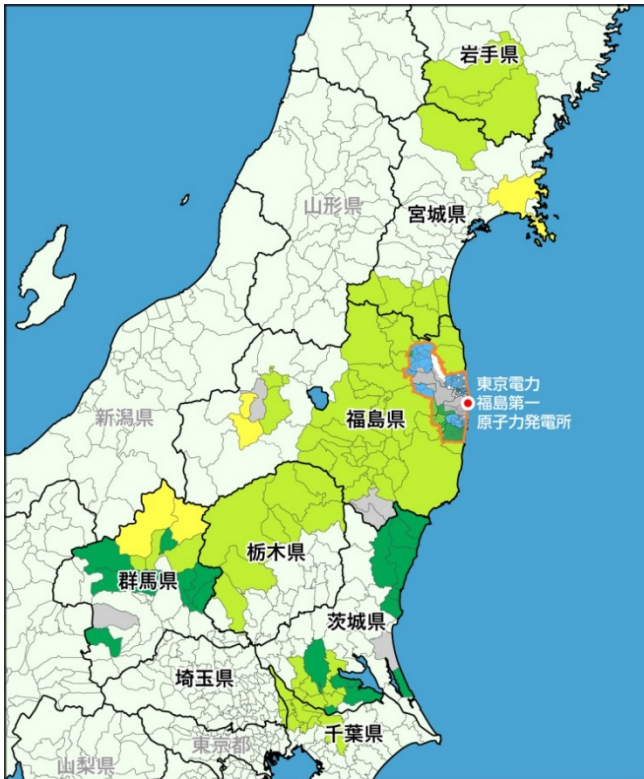 岩手県
山形県
宮城県
新潟県
福島県
東京電力
福島第一
原子力発電所
栃木県
群馬県
茨城県
埼玉県
千葉県
東京都
山梨県